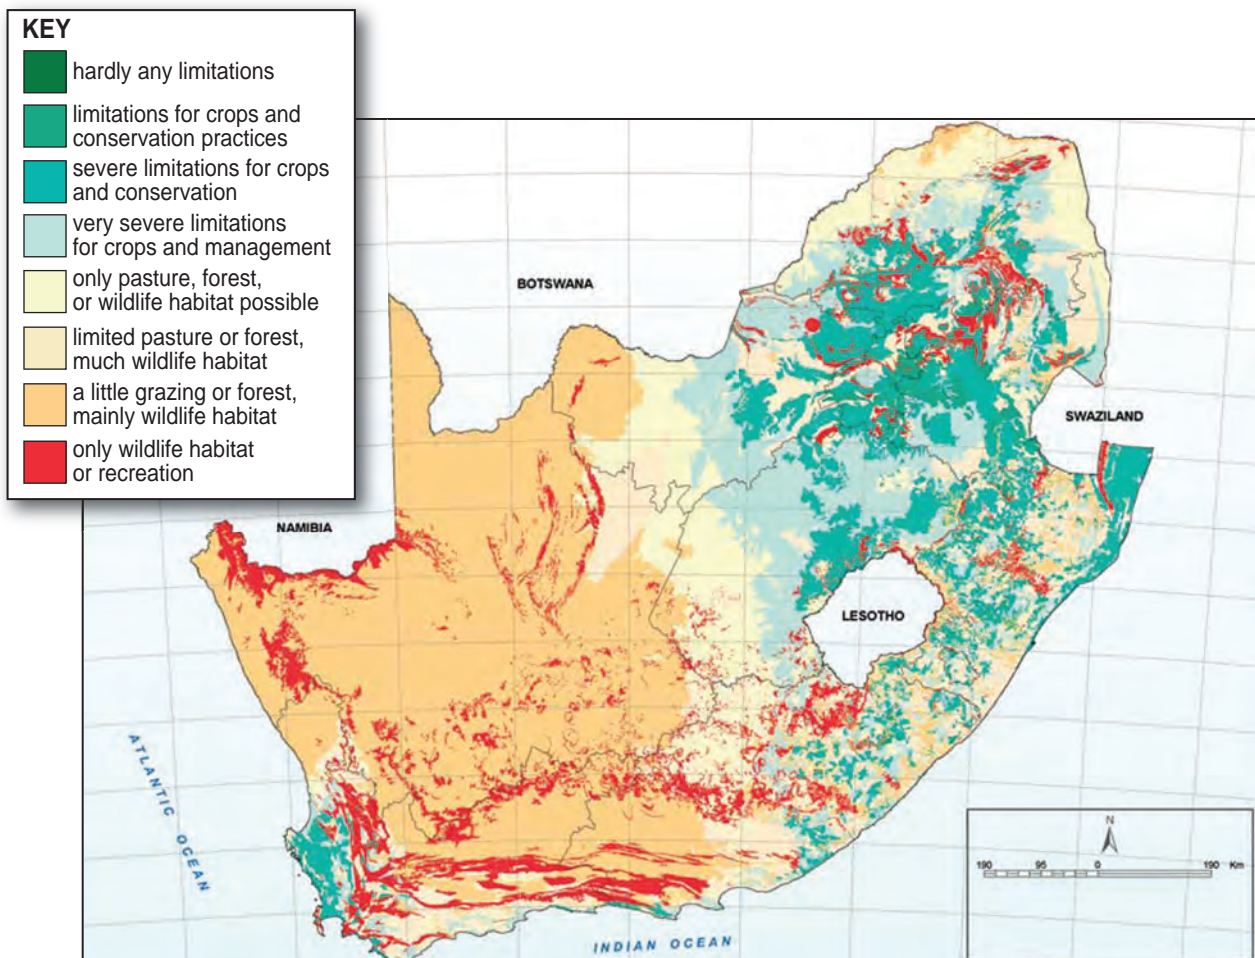 KEY
hardly any limitations
limitations for crops and
conservation practices
severe limitations for crops
and conservation
very severe limitations
for crops and management
only pasture, forest,
or wildlife habitat possible
limited pasture or forest,
much wildlife habitat
a little grazing or forest,
mainly wildlife habitat
only wildlife habitat
or recreation
BOTSWANA
SWAZILAND
NAMIBIA
LESOTHO
ATLANTIC OCEAN
INDIAN OCEAN
N
190 95 0 190 Km